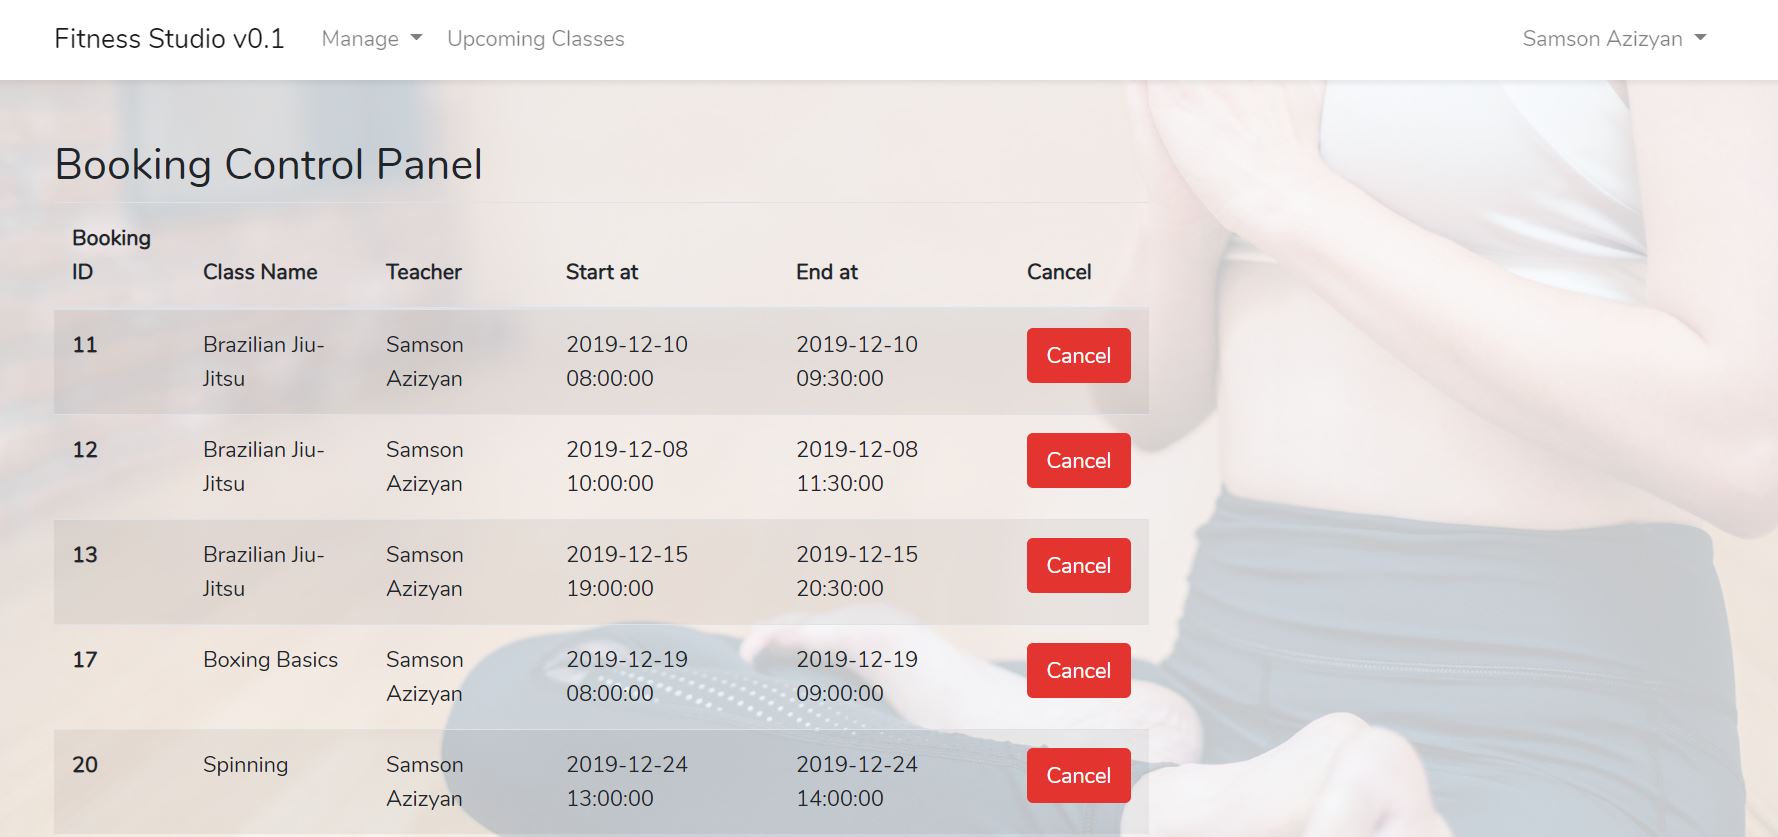 Fitness Studio v0.1 Manage Upcoming Classes Samson Azizyan
Booking Control Panel
Booking
ID Class Name Teacher Start at End at Cancel
11 Brazilian Jiu- Samson 2019-12-10 2019-12-10 Cancel
Jitsu Azizyan 08:00:00 09:30:00
12 Brazilian Jiu- Samson 2019-12-08 2019-12-08 Cancel
Jitsu Azizyan 10:00:00 11:30:00
13 Brazilian Jiu- Samson 2019-12-15 2019-12-15 Cancel
Jitsu Azizyan 19:00:00 20:30:00
17 Boxing Basics Samson 2019-12-19 2019-12-19 Cancel
Azizyan 08:00:00 09:00:00
20 Spinning Samson 2019-12-24 2019-12-24 Cancel
Azizyan 13:00:00 14:00:00